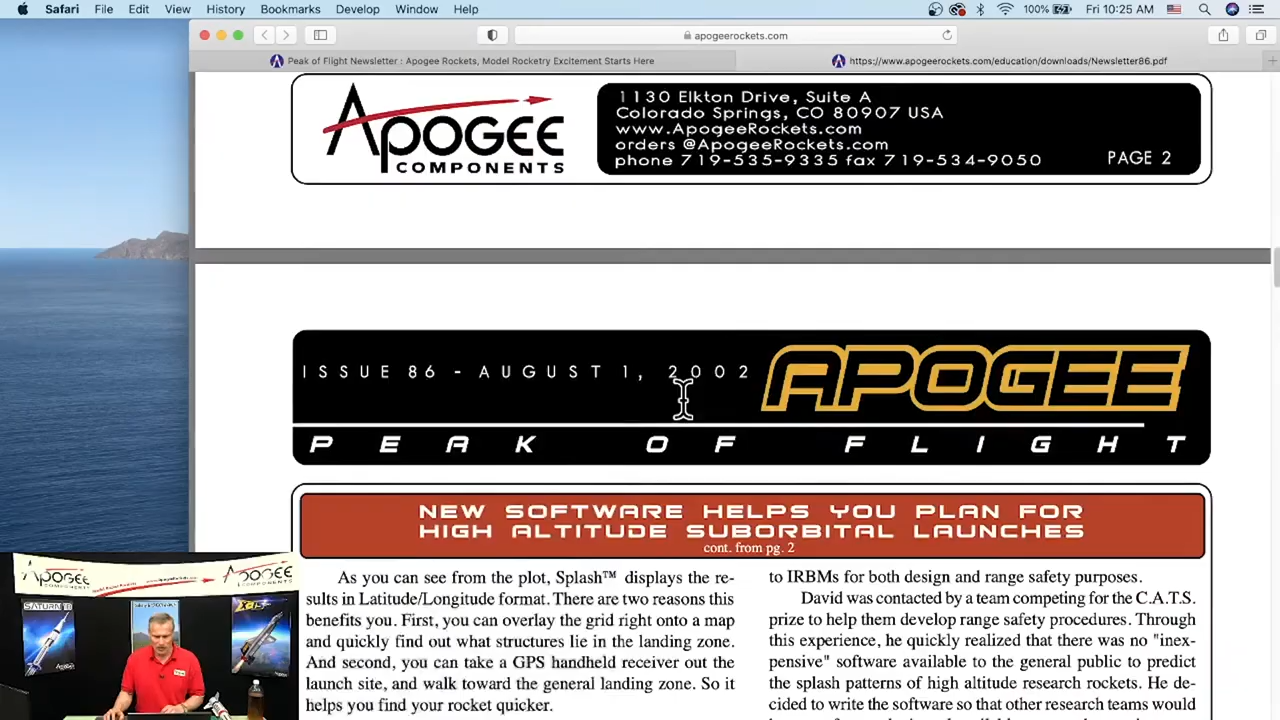 Safari File Edit View History Bookmarks Develop Window Help 100% Fri 10:25 AM
apogeerockets.com
Peak of Flight Newsletter : Apogee Rockets, Model Rocketry Excitement Starts Here
https://www.apogeerockets.com/education/downloads/Newsletter86.pdf
APOGEE
COMPONENTS
1130 Elkton Drive, Suite A
Colorado Springs, CO 80907 USA
www.ApogeeRockets.com
orders @ApogeeRockets.com
phone 719-535-9335 fax 719-534-9050
PAGE 2
ISSUE 86 - AUGUST 1, 2002
APOGEE
PEAK OF FLIGHT
NEW SOFTWARE HELPS YOU PLAN FOR
HIGH ALTITUDE SUBORBITAL LAUNCHES
cont. from pg. 2
As you can see from the plot, Splash™ displays the re-
sults in Latitude/Longitude format. There are two reasons this
benefits you. First, you can overlay the grid right onto a map
and quickly find out what structures lie in the landing zone.
And second, you can take a GPS handheld receiver out the
launch site, and walk toward the general landing zone. So it
helps you find your rocket quicker.
to IRBMs for both design and range safety purposes.
David was contacted by a team competing for the C.A.T.S.
prize to help them develop range safety procedures. Through
this experience, he quickly realized that there was no "inex-
pensive" software available to the general public to predict
the splash patterns of high altitude research rockets. He de-
cided to write the software so that other research teams would
APOGEE
COMPONENTS
APOGEE
COMPONENTS
SATURN 1B